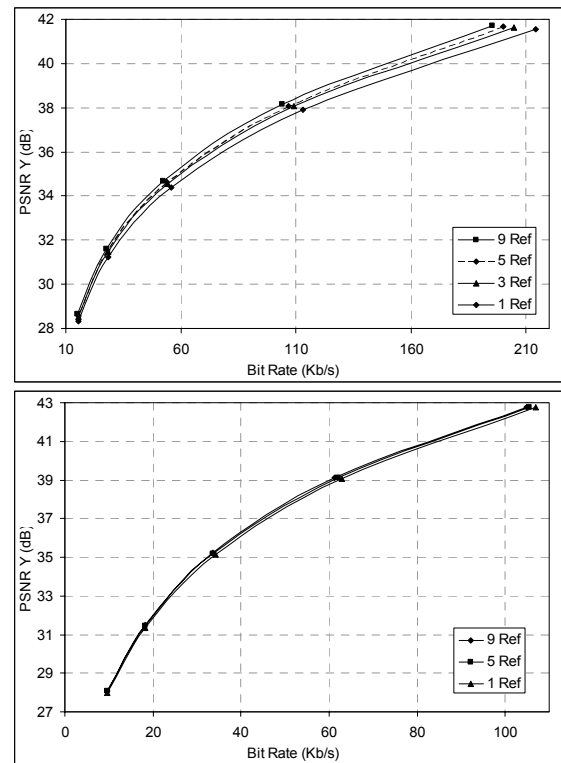 42
40
38
36
34
32
30
28
PSNR Y (dB)
10 60 110 160 210
Bit Rate (Kb/s)
9 Ref
5 Ref
3 Ref
1 Ref
43
41
39
37
35
33
31
29
27
PSNR Y (dB)
0 20 40 60 80 100
Bit Rate (Kb/s)
9 Ref
5 Ref
1 Ref